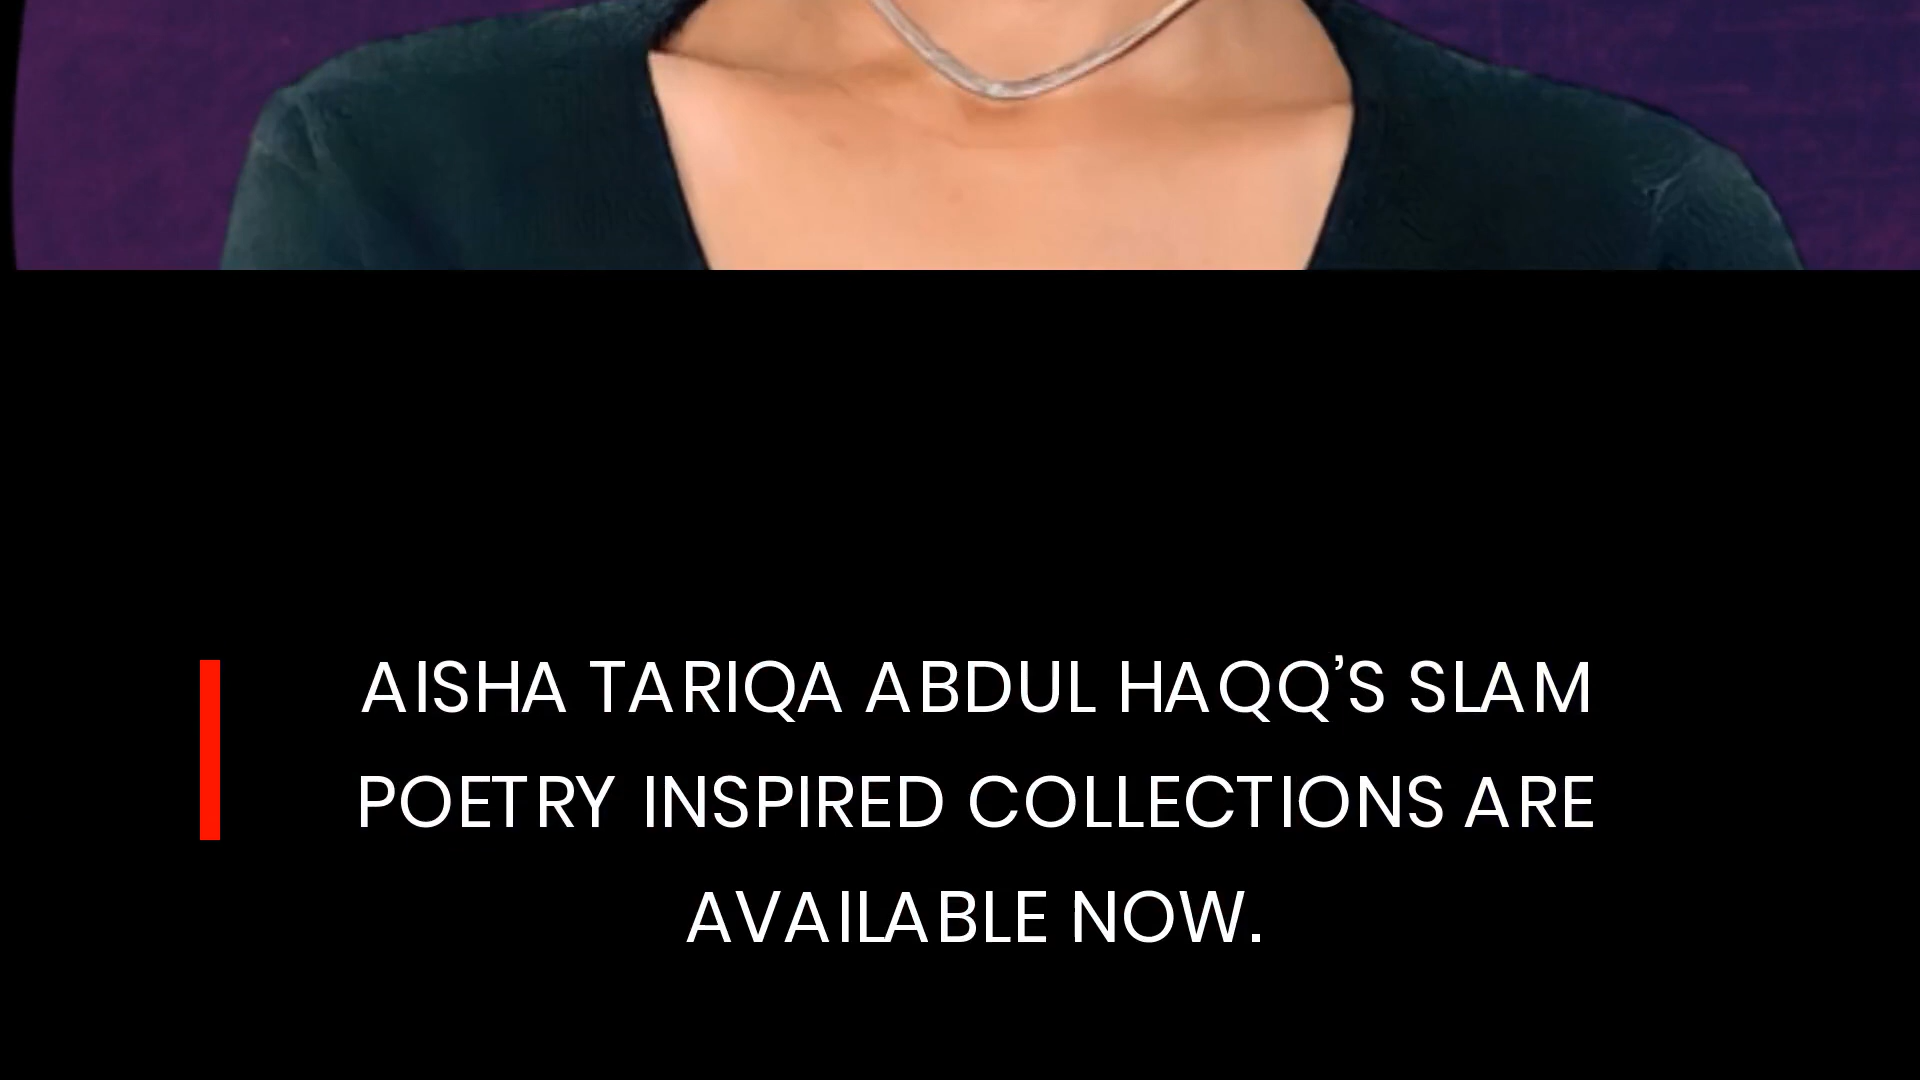 AISHA TARIQA ABDUL HAQQ’S SLAM
POETRY INSPIRED COLLECTIONS ARE
AVAILABLE NOW.